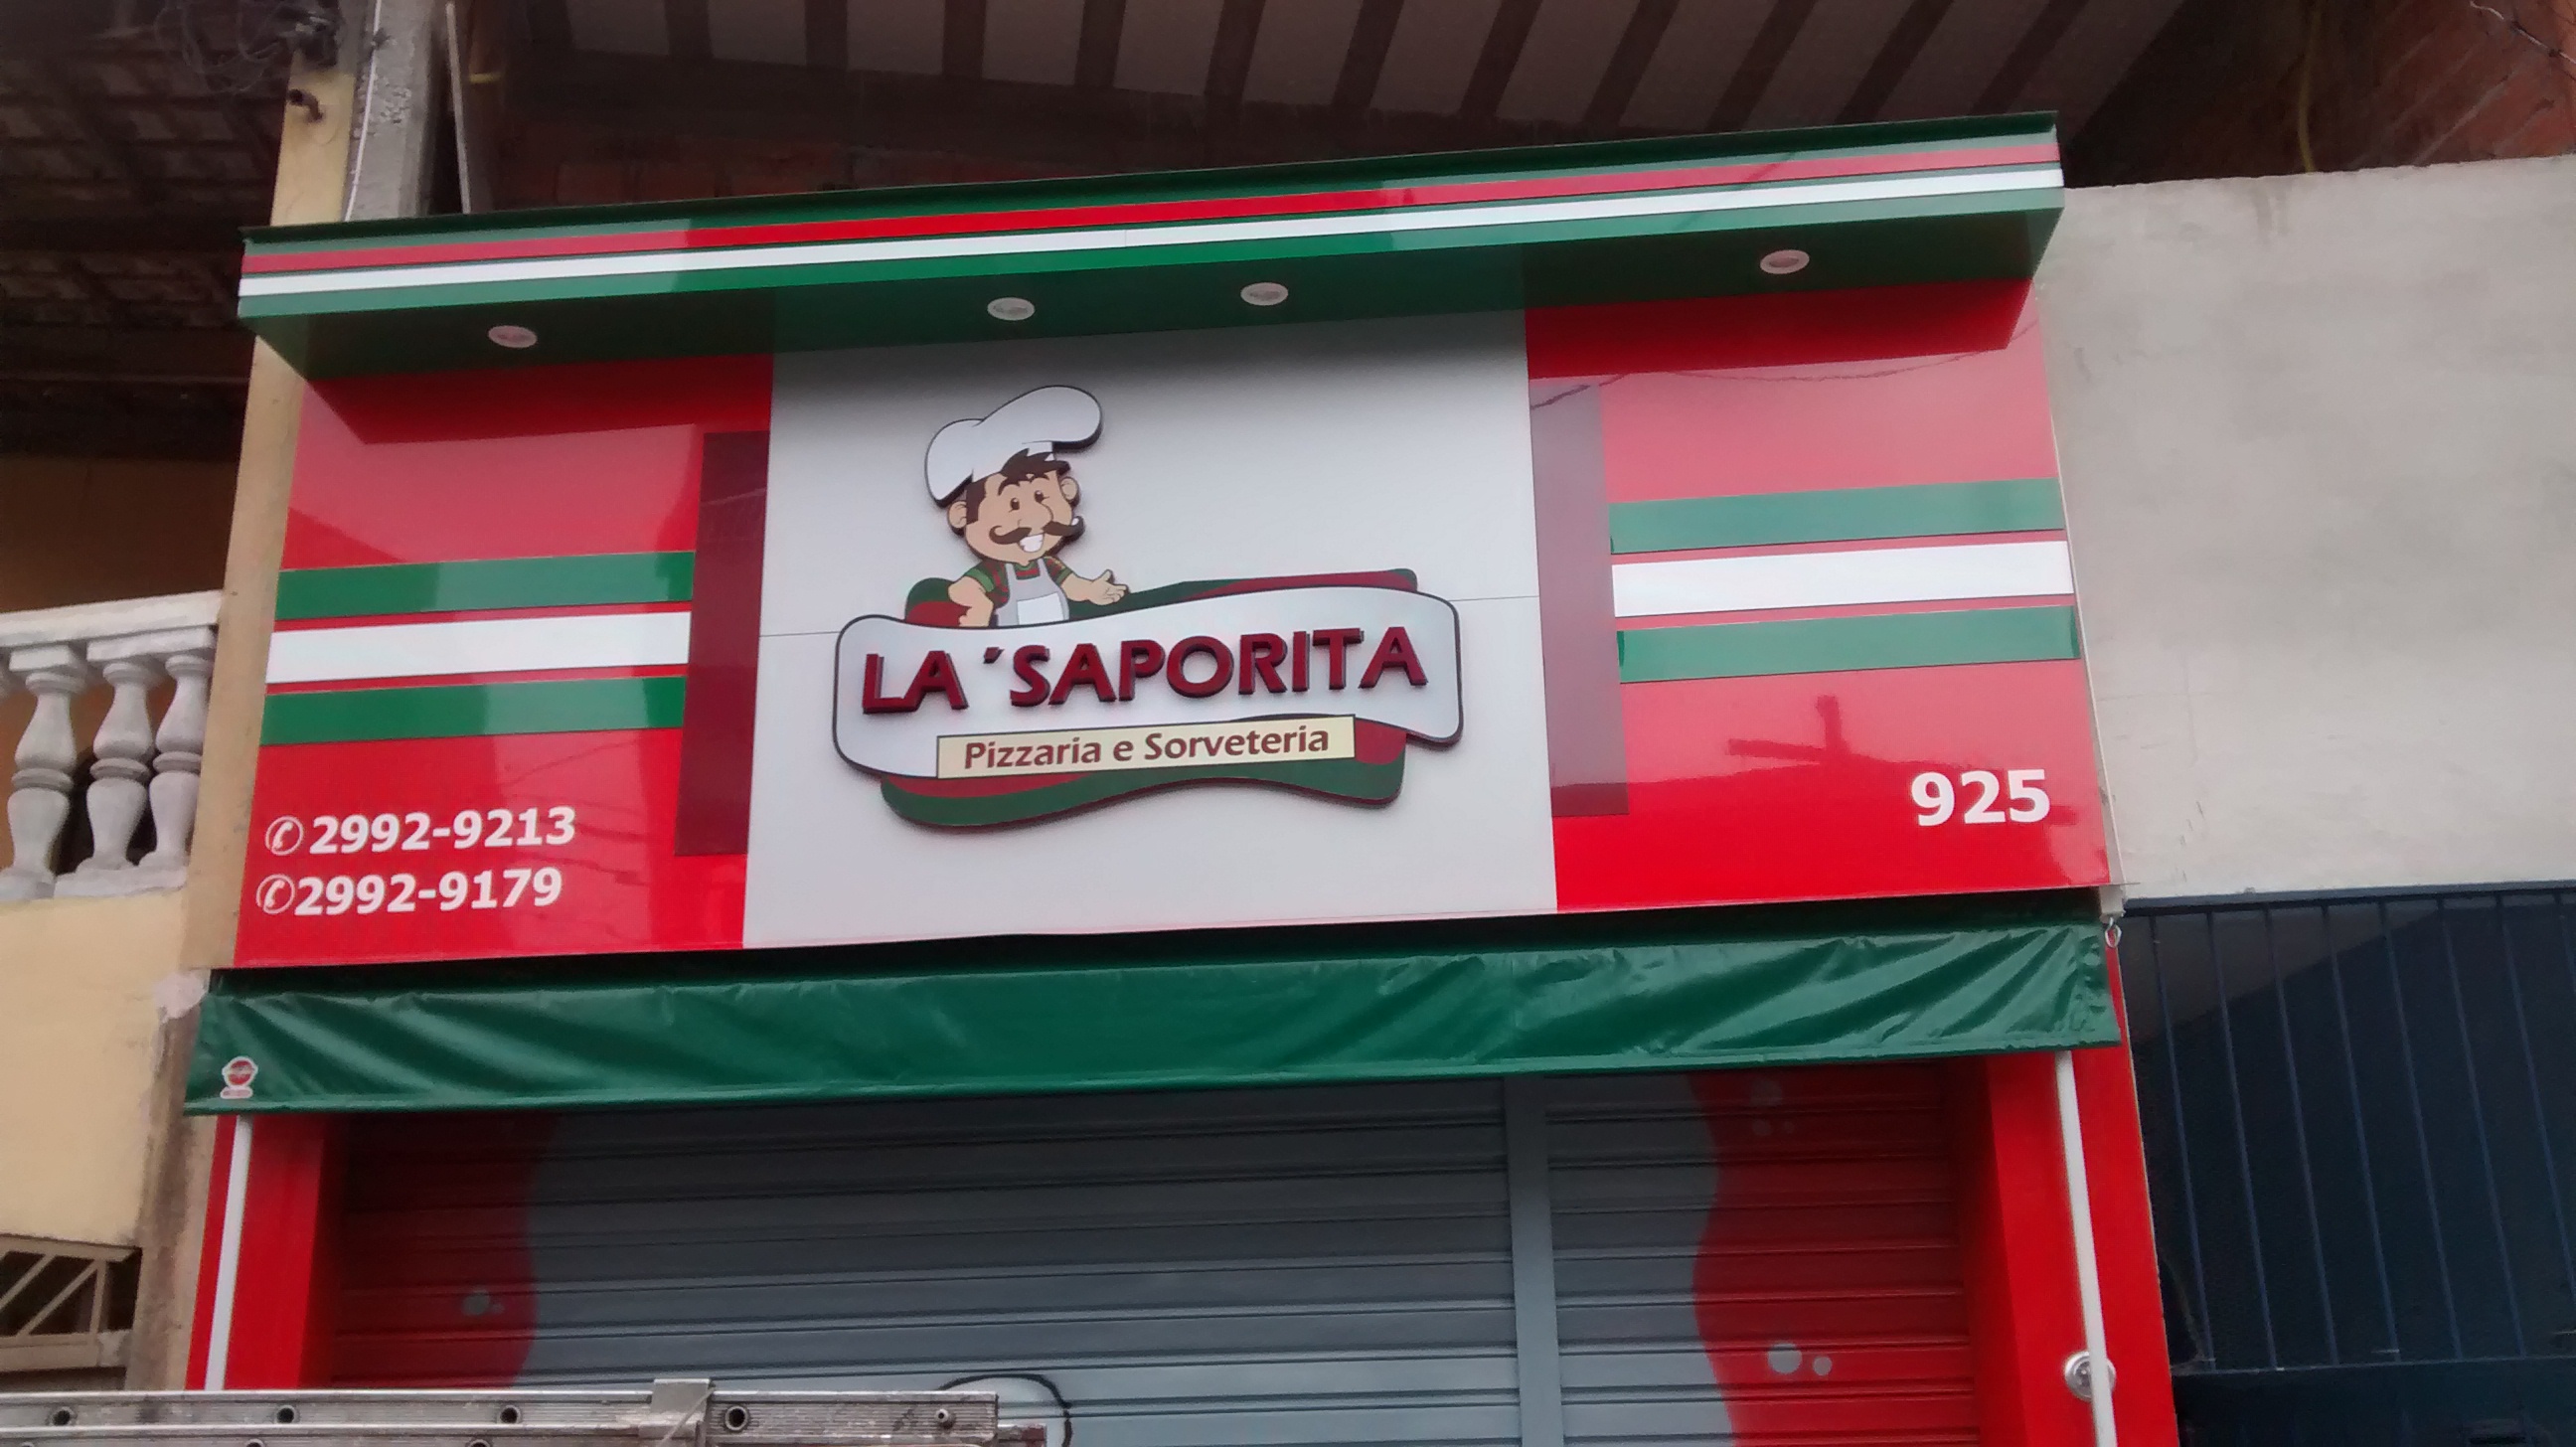 LA ´SAPORITA
Pizzaria e Sorveteria
✆ 2992-9213
✆ 2992-9179
925